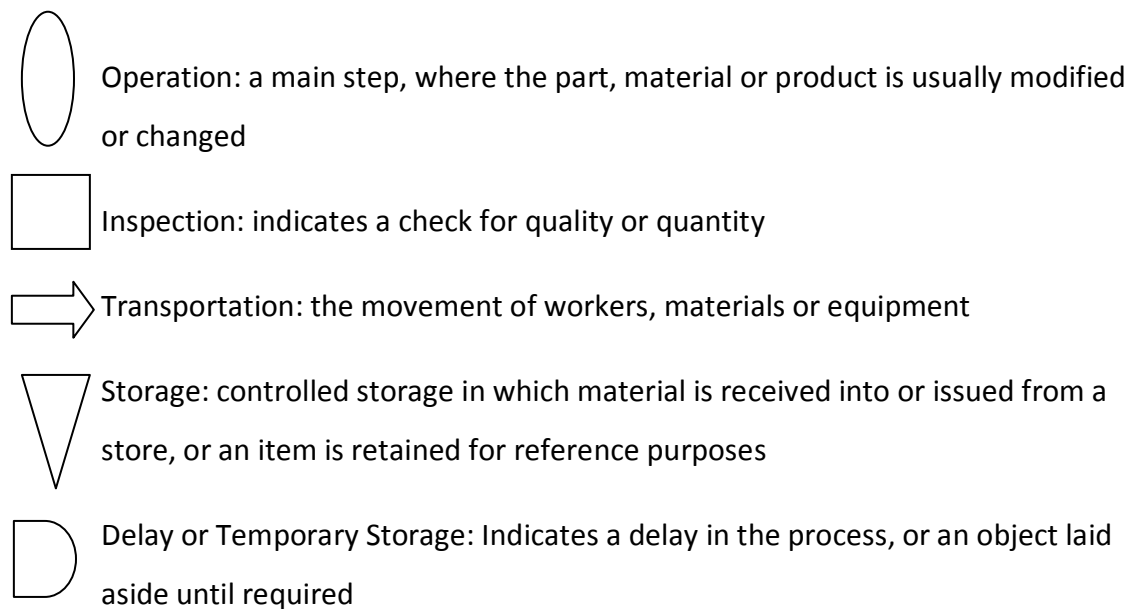 Operation: a main step, where the part, material or product is usually modified
or changed
Inspection: indicates a check for quality or quantity
Transportation: the movement of workers, materials or equipment
Storage: controlled storage in which material is received into or issued from a
store, or an item is retained for reference purposes
Delay or Temporary Storage: Indicates a delay in the process, or an object laid
aside until required